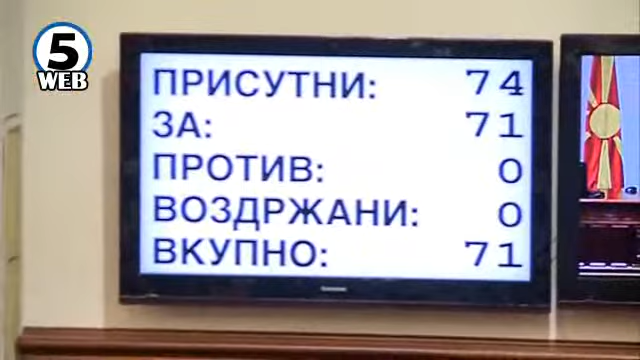 5
WEB
ПРИСУТНИ: 74
ЗА: 71
ПРОТИВ: 0
ВОЗДРЖАНИ: 0
ВКУПНО: 71